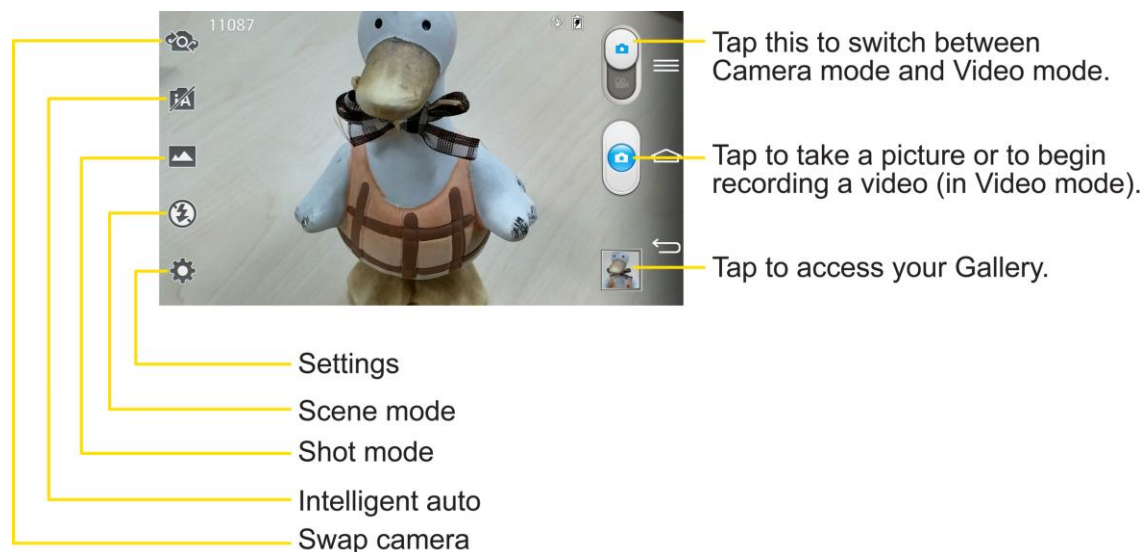 11087
Tap this to switch between
Camera mode and Video mode.
Tap to take a picture or to begin
recording a video (in Video mode).
Tap to access your Gallery.
Settings
Scene mode
Shot mode
Intelligent auto
Swap camera